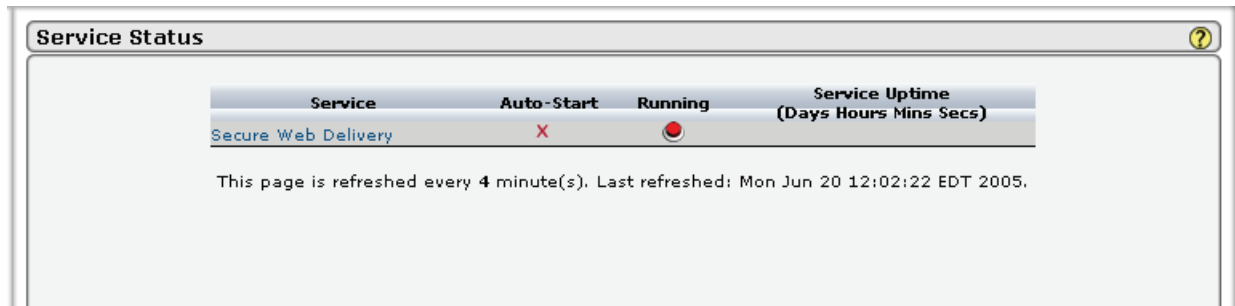 Service Status
?
Service Auto-Start Running Service Uptime
(Days Hours Mins Secs)
Secure Web Delivery X
This page is refreshed every 4 minute(s). Last refreshed: Mon Jun 20 12:02:22 EDT 2005.